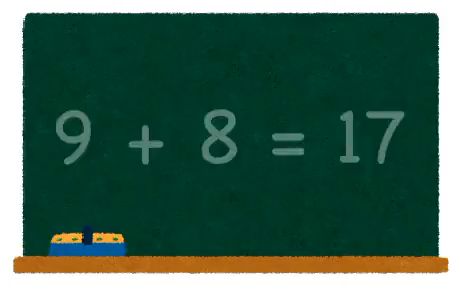 9 + 8 = 17